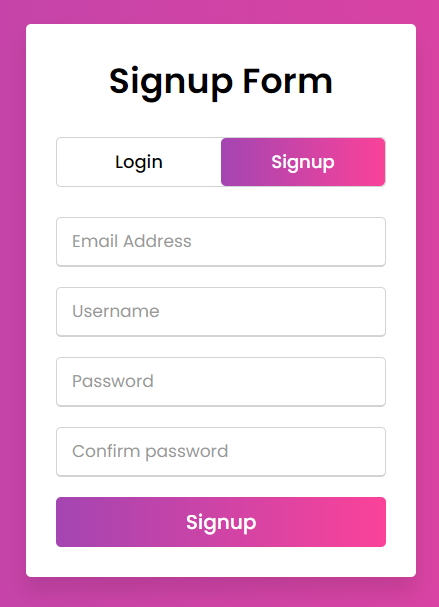 Signup Form
Login Signup
Email Address
Username
Password
Confirm password
Signup